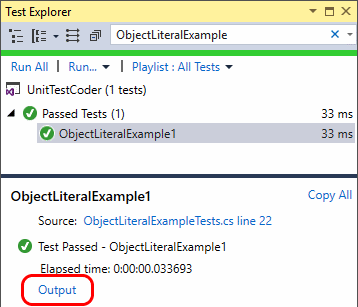 Test Explorer
ObjectLiteralExample
Run All Run... Playlist : All Tests
UnitTestCoder (1 tests)
Passed Tests (1) 33 ms
ObjectLiteralExample1 33 ms
ObjectLiteralExample1 Copy All
Source: ObjectLiteralExampleTests.cs line 22
Test Passed - ObjectLiteralExample1
Elapsed time: 0:00:00.033693
Output